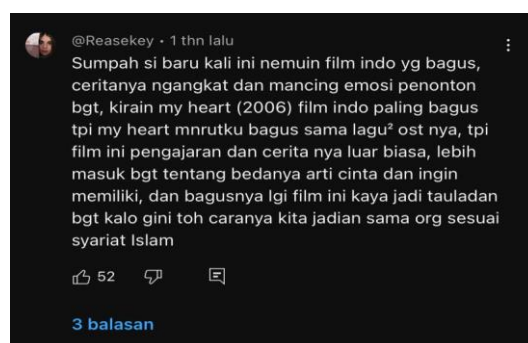 @Reasekey • 1 thn lalu
Sumpah si baru kali ini nemuin film indo yg bagus,
ceritanya ngangkat dan mancing emosi penonton
bgt, kirain my heart (2006) film indo paling bagus
tpi my heart mnrutku bagus sama lagu² ost nya, tpi
film ini pengajaran dan cerita nya luar biasa, lebih
masuk bgt tentang bedanya arti cinta dan ingin
memiliki, dan bagusnya lgi film ini kaya jadi tauladan
bgt kalo gini toh caranya kita jadian sama org sesuai
syariat Islam
52
3 balasan